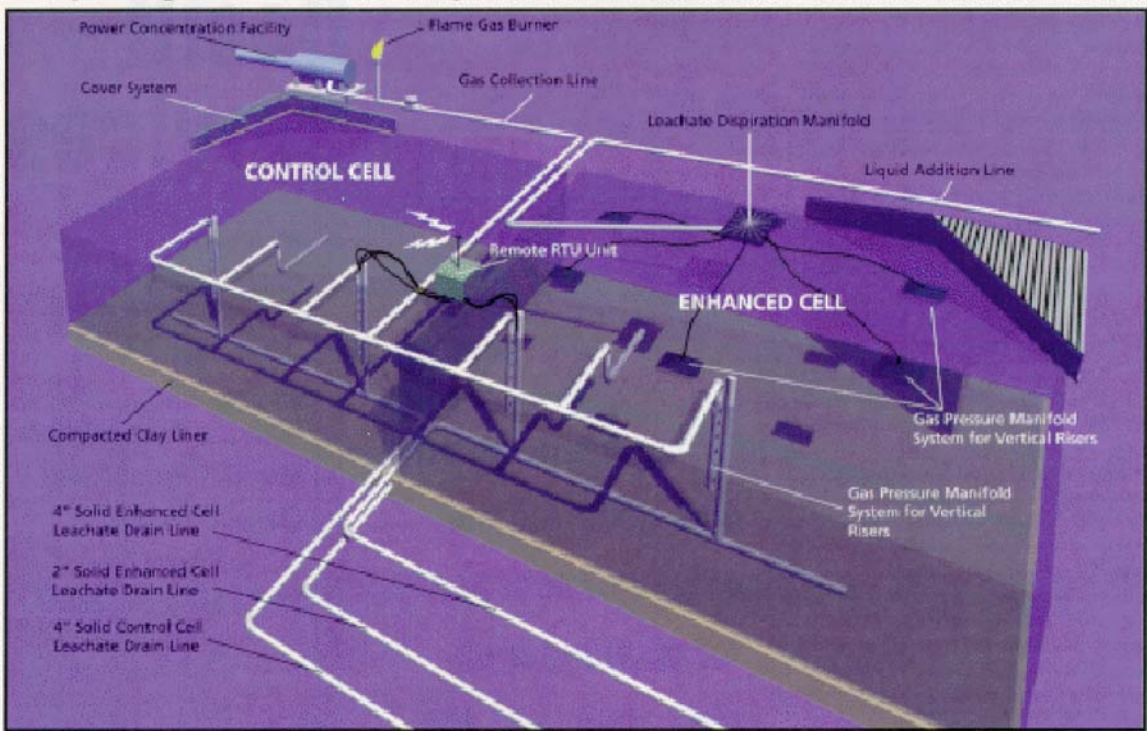 Power Concentration Facility
Flame Gas Burner
Cover System
Gas Collection Line
Leachate Dispiration Manifold
CONTROL CELL
Liquid Addition Line
Remote RTU Unit
ENHANCED CELL
Gas Pressure Manifold
System for Vertical Risers
Compacted Clay Liner
Gas Pressure Manifold
System for Vertical
Risers
4" Solid Enhanced Cell
Leachate Drain Line
2" Solid Enhanced Cell
Leachate Drain Line
4" Solid Control Cell
Leachate Drain Line